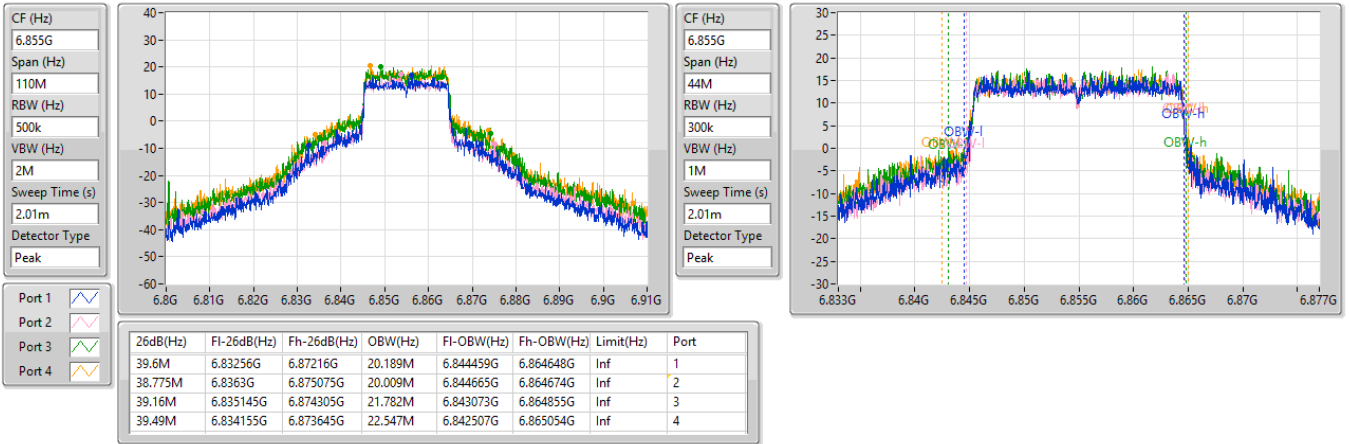 CF (Hz)
6.855G
Span (Hz)
110M
RBW (Hz)
500k
VBW (Hz)
2M
Sweep Time (s)
2.01m
Detector Type
Peak
Port 1
Port 2
Port 3
Port 4
40
30
20
10
0
-10
-20
-30
-40
-50
-60
6.8G 6.81G 6.82G 6.83G 6.84G 6.85G 6.86G 6.87G 6.88G 6.89G 6.9G 6.91G
CF (Hz)
6.855G
Span (Hz)
44M
RBW (Hz)
300k
VBW (Hz)
1M
Sweep Time (s)
2.01m
Detector Type
Peak
30
25
20
15
10
5
0
-5
-10
-15
-20
-25
-30
OBW-l
OBW-h
OBW-h
6.833G 6.84G 6.845G 6.85G 6.855G 6.86G 6.865G 6.87G 6.877G
26dB(Hz) Fl-26dB(Hz) Fh-26dB(Hz) OBW(Hz) Fl-OBW(Hz) Fh-OBW(Hz) Limit(Hz) Port
39.6M 6.83256G 6.87216G 20.189M 6.844459G 6.864648G Inf 1
38.775M 6.8363G 6.875075G 20.009M 6.844665G 6.864674G Inf 2
39.16M 6.835145G 6.874305G 21.782M 6.843073G 6.864855G Inf 3
39.49M 6.834155G 6.873645G 22.547M 6.842507G 6.865054G Inf 4